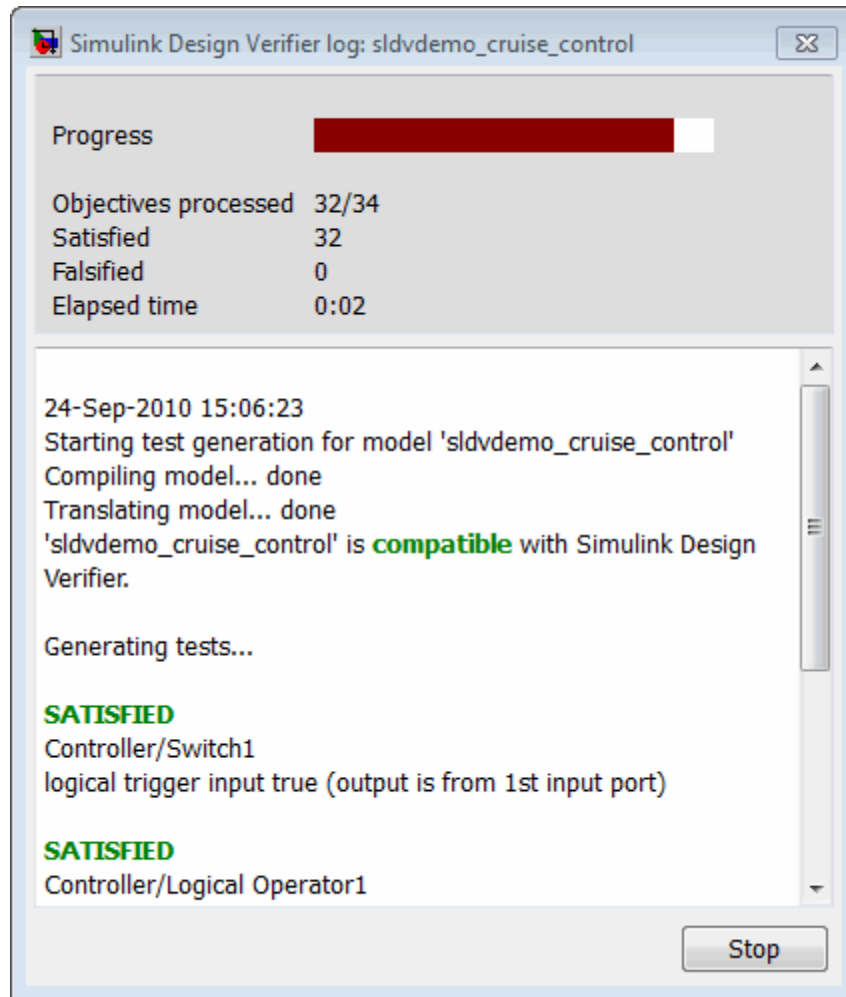 Simulink Design Verifier log: sldvdemo_cruise_control
Progress
Objectives processed 32/34
Satisfied 32
Falsified 0
Elapsed time 0:02
24-Sep-2010 15:06:23
Starting test generation for model 'sldvdemo_cruise_control'
Compiling model... done
Translating model... done
'sldvdemo_cruise_control' is compatible with Simulink Design
Verifier.
Generating tests...
SATISFIED
Controller/Switch1
logical trigger input true (output is from 1st input port)
SATISFIED
Controller/Logical Operator1
Stop